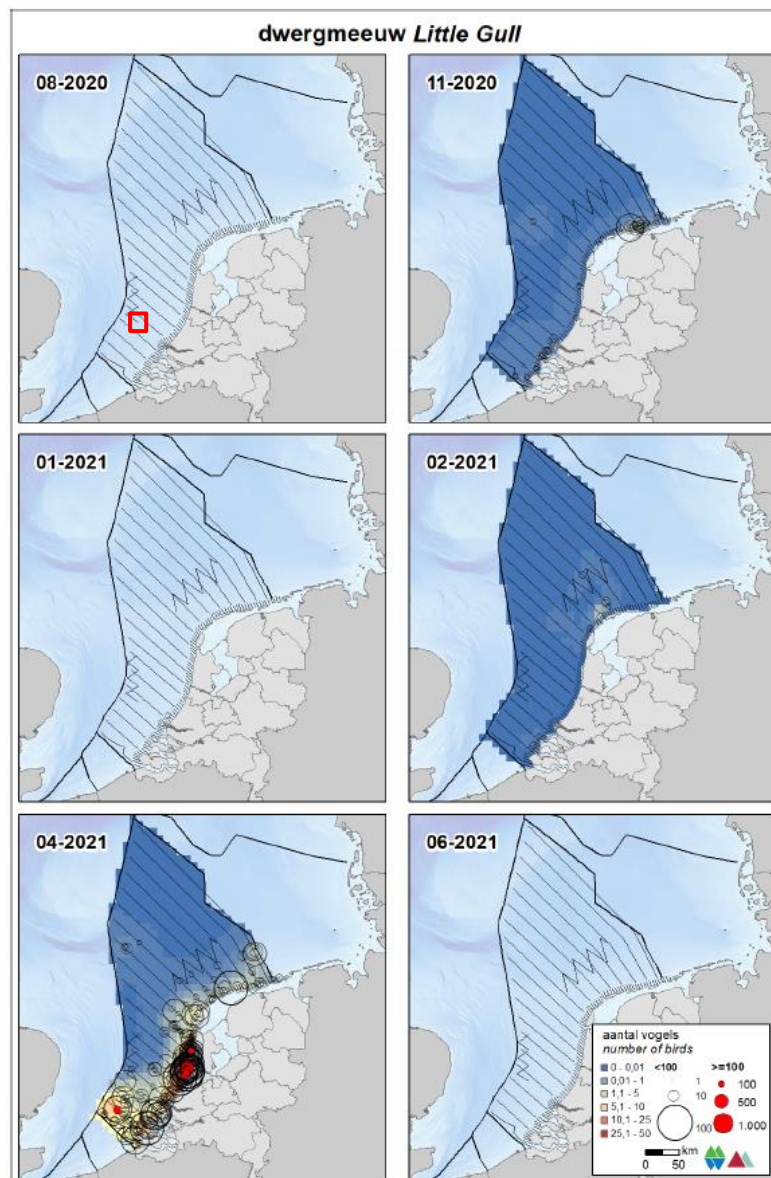 dwergmeeuw Little Gull
08-2020
11-2020
01-2021
02-2021
04-2021
06-2021
aantal vogels
number of birds
<100
>=100
0 - 0,01
0,01 - 1
1,1 - 5
5,1 - 10
10,1 - 25
25,1 - 50
1
10
100
100
500
1.000
km
0 50